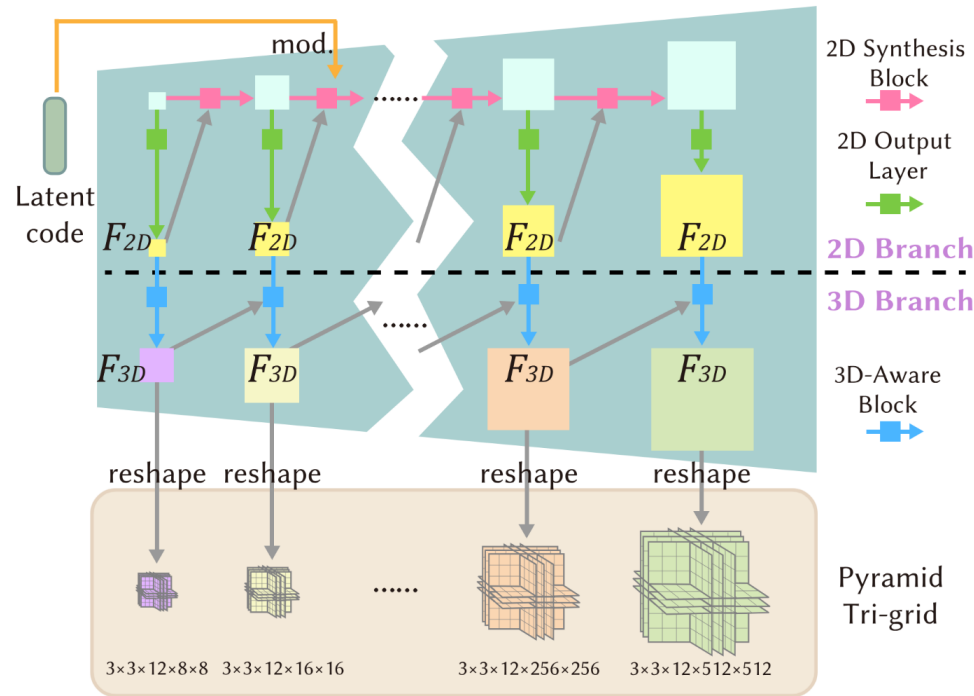 mod.
......
2D Synthesis
Block
Latent
code
2D Output
Layer
F2D
F2D
F2D
F2D
2D Branch
3D Branch
......
F3D
F3D
F3D
F3D
3D-Aware
Block
reshape
reshape
reshape
reshape
Pyramid
Tri-grid
......
3×3×12×8×8
3×3×12×16×16
3×3×12×256×256
3×3×12×512×512